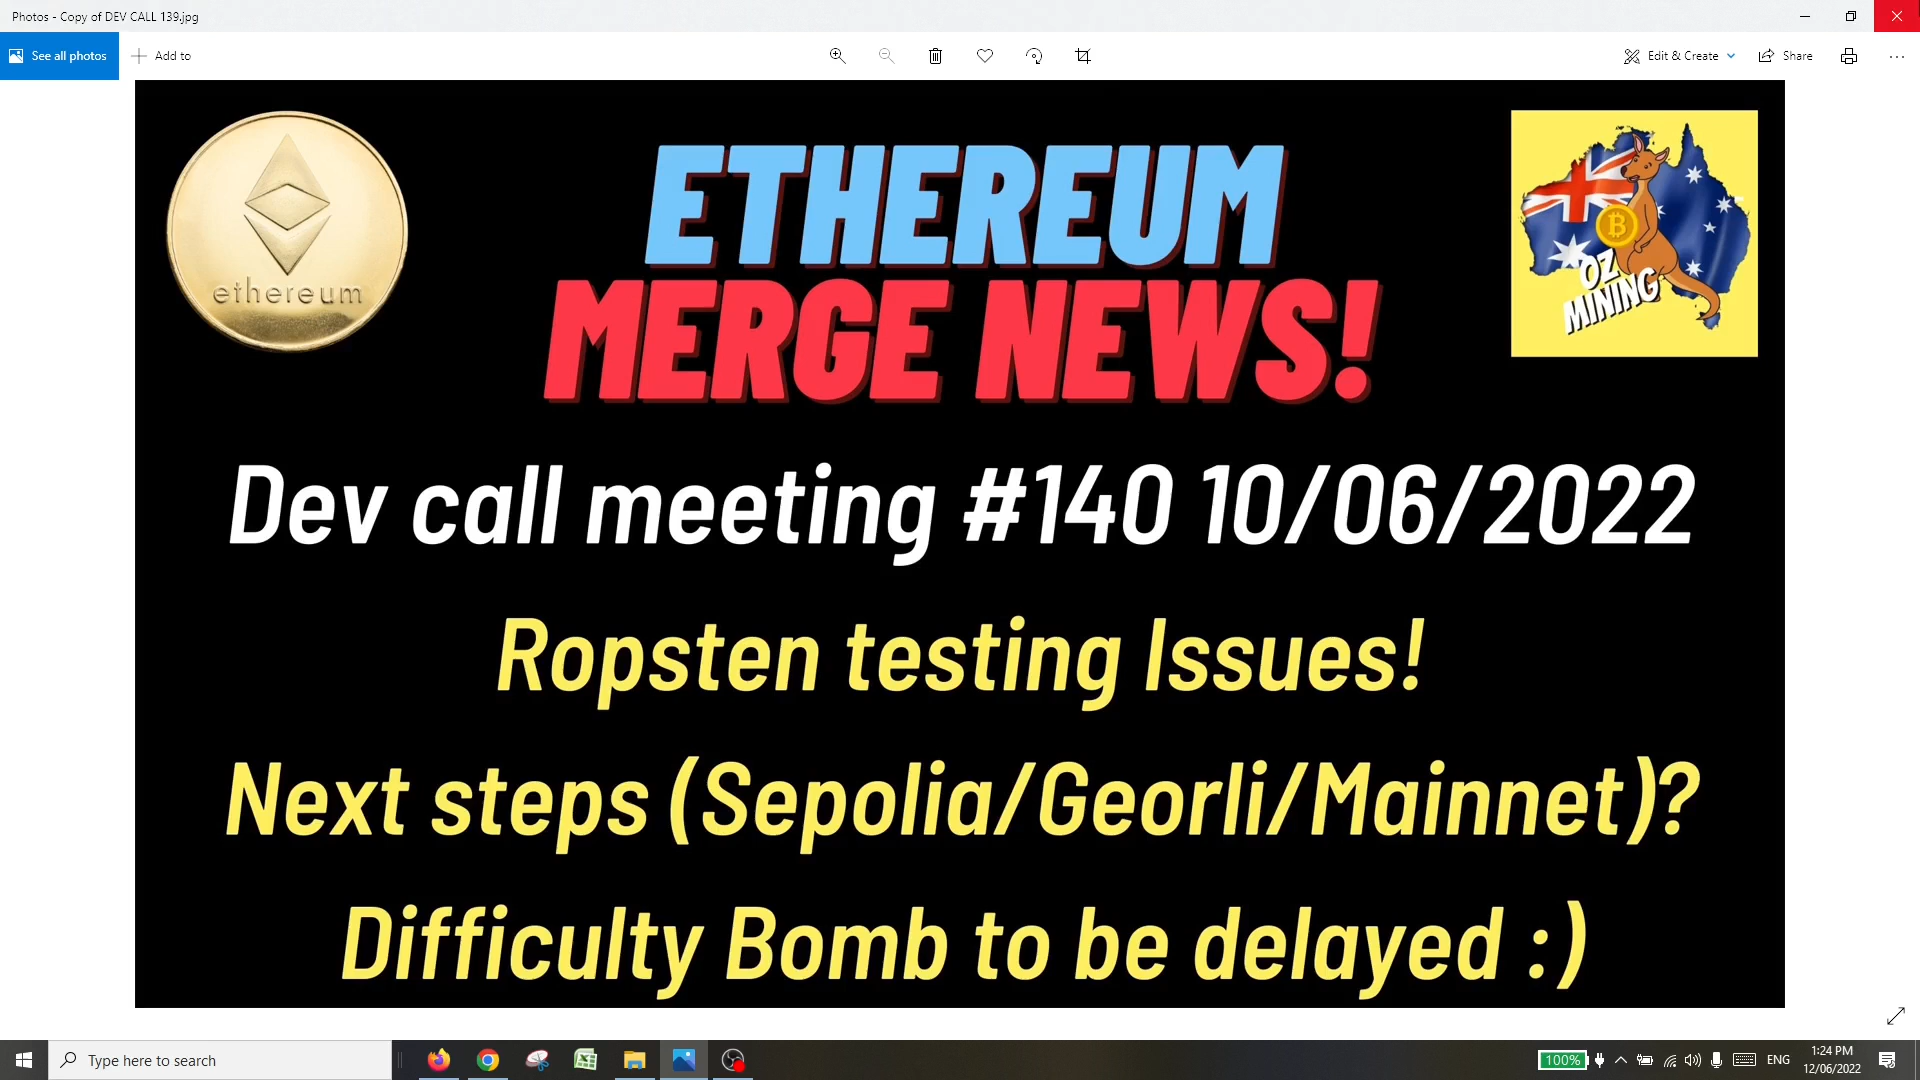 Photos - Copy of DEV CALL 139.jpg
See all photos
Add to
Edit & Create
Share
ethereum
ETHEREUM
MERGE NEWS!
OZ
MINING
Dev call meeting #140 10/06/2022
Ropsten testing Issues!
Next steps (Sepolia/Georli/Mainnet)?
Difficulty Bomb to be delayed :)
Type here to search
100%
ENG
1:24 PM
12/06/2022